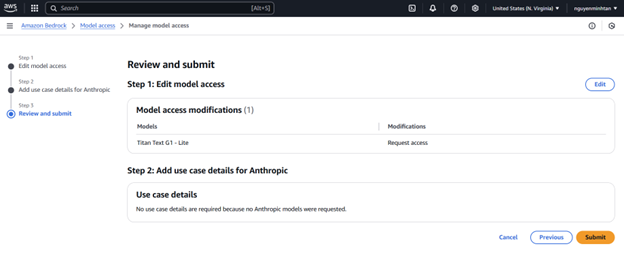 aws
Search
[Alt+S]
United States (N. Virginia)
nguyenminhtan
Amazon Bedrock
Model access
Manage model access
Step 1
Edit model access
Step 2
Add use case details for Anthropic
Step 3
Review and submit
Review and submit
Step 1: Edit model access
Edit
Model access modifications (1)
Models
Modifications
Titan Text G1 - Lite
Request access
Step 2: Add use case details for Anthropic
Use case details
No use case details are required because no Anthropic models were requested.
Cancel
Previous
Submit